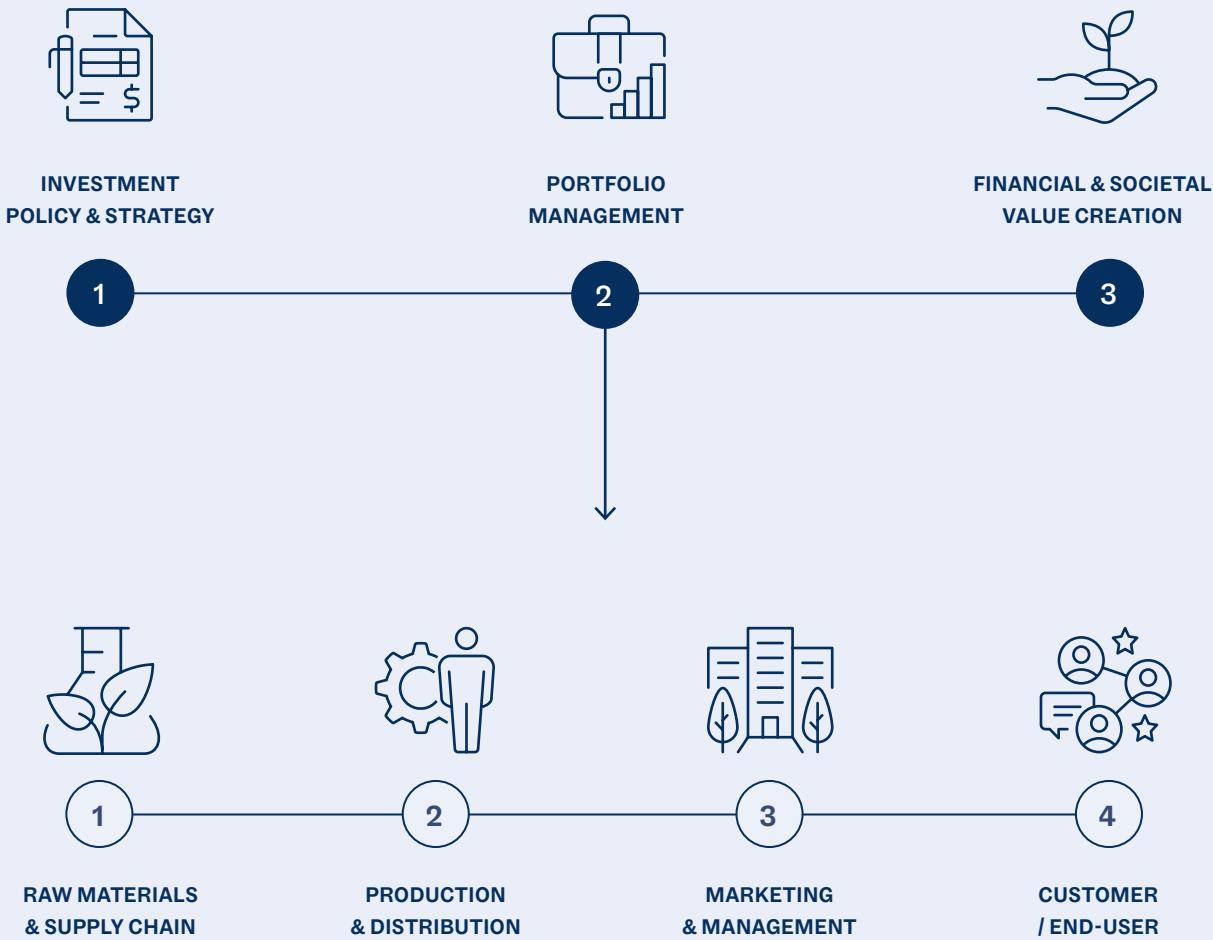 $
INVESTMENT
POLICY & STRATEGY
PORTFOLIO
MANAGEMENT
FINANCIAL & SOCIETAL
VALUE CREATION
1
2
3
1
2
3
4
RAW MATERIALS
& SUPPLY CHAIN
PRODUCTION
& DISTRIBUTION
MARKETING
& MANAGEMENT
CUSTOMER
/ END-USER